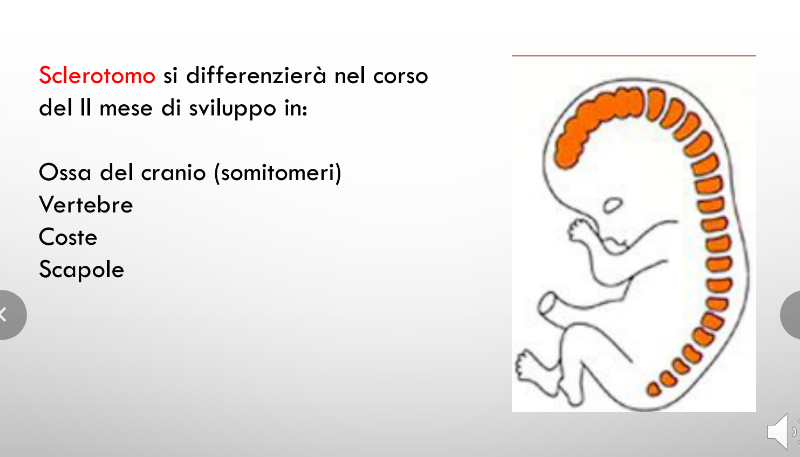 Sclerotomo si differenzierà nel corso
del II mese di sviluppo in:
Ossa del cranio (somitomeri)
Vertebre
Coste
Scapole